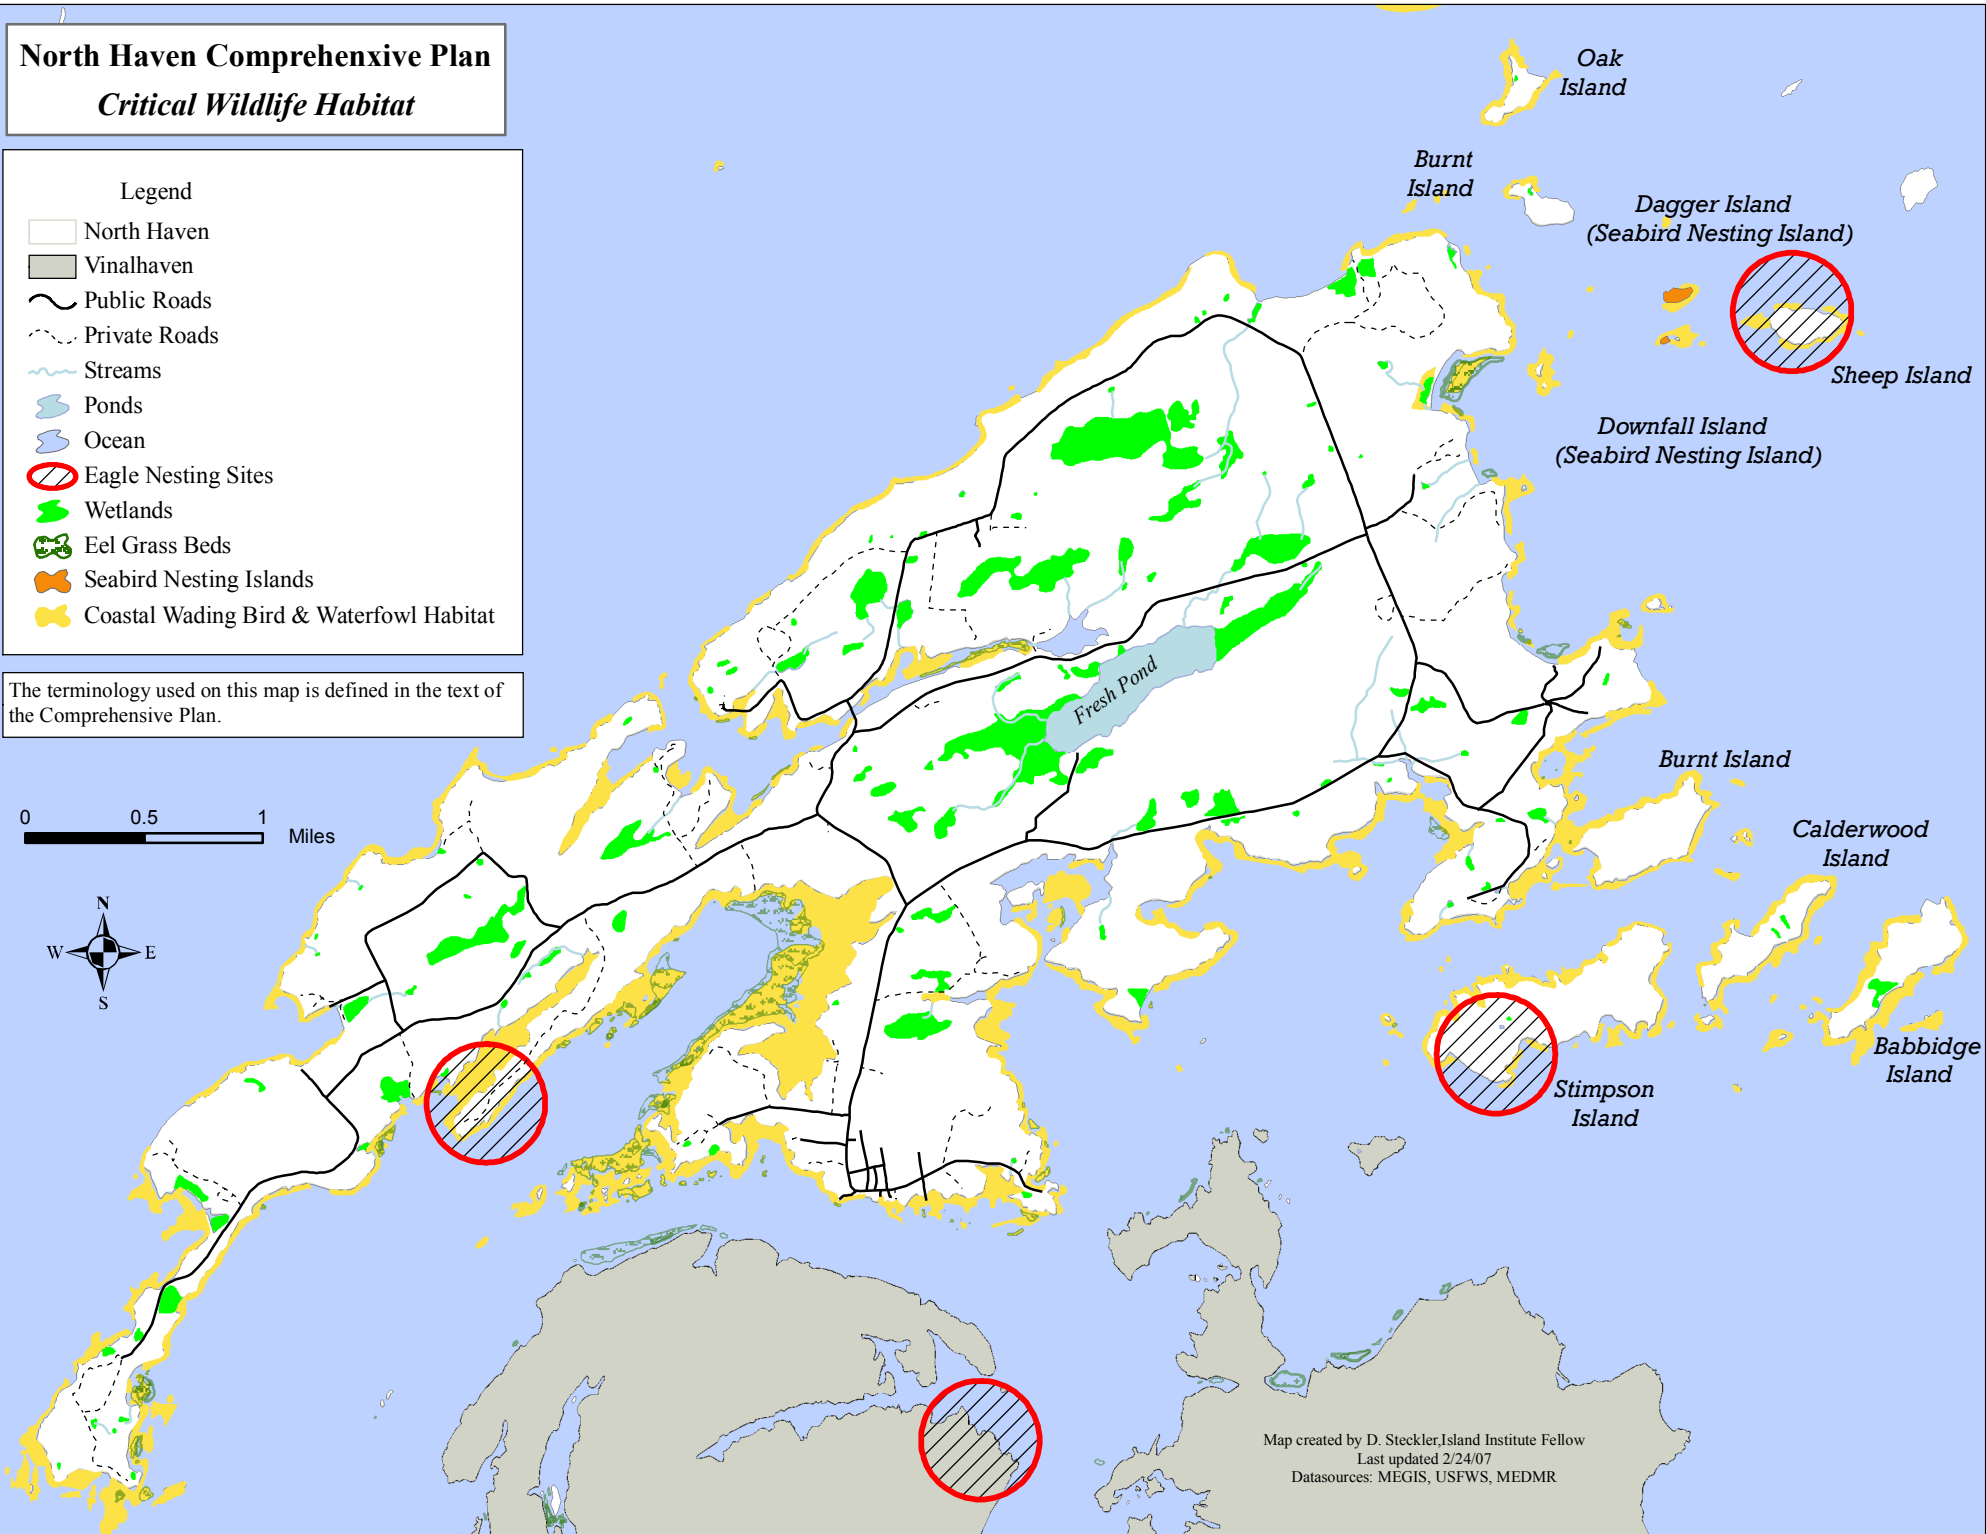 North Haven Comprehenxive Plan
Critical Wildlife Habitat
Legend
North Haven
Vinalhaven
Public Roads
Private Roads
Streams
Ponds
Ocean
Eagle Nesting Sites
Wetlands
Eel Grass Beds
Seabird Nesting Islands
Coastal Wading Bird & Waterfowl Habitat
The terminology used on this map is defined in the text of
the Comprehensive Plan.
0 0.5 1
Miles
N
W E
S
Oak
Island
Burnt
Island
Dagger Island
(Seabird Nesting Island)
Sheep Island
Downfall Island
(Seabird Nesting Island)
Fresh Pond
Burnt Island
Calderwood
Island
Babbidge
Island
Stimpson
Island
Map created by D. Steckler,Island Institute Fellow
Last updated 2/24/07
Datasources: MEGIS, USFWS, MEDMR